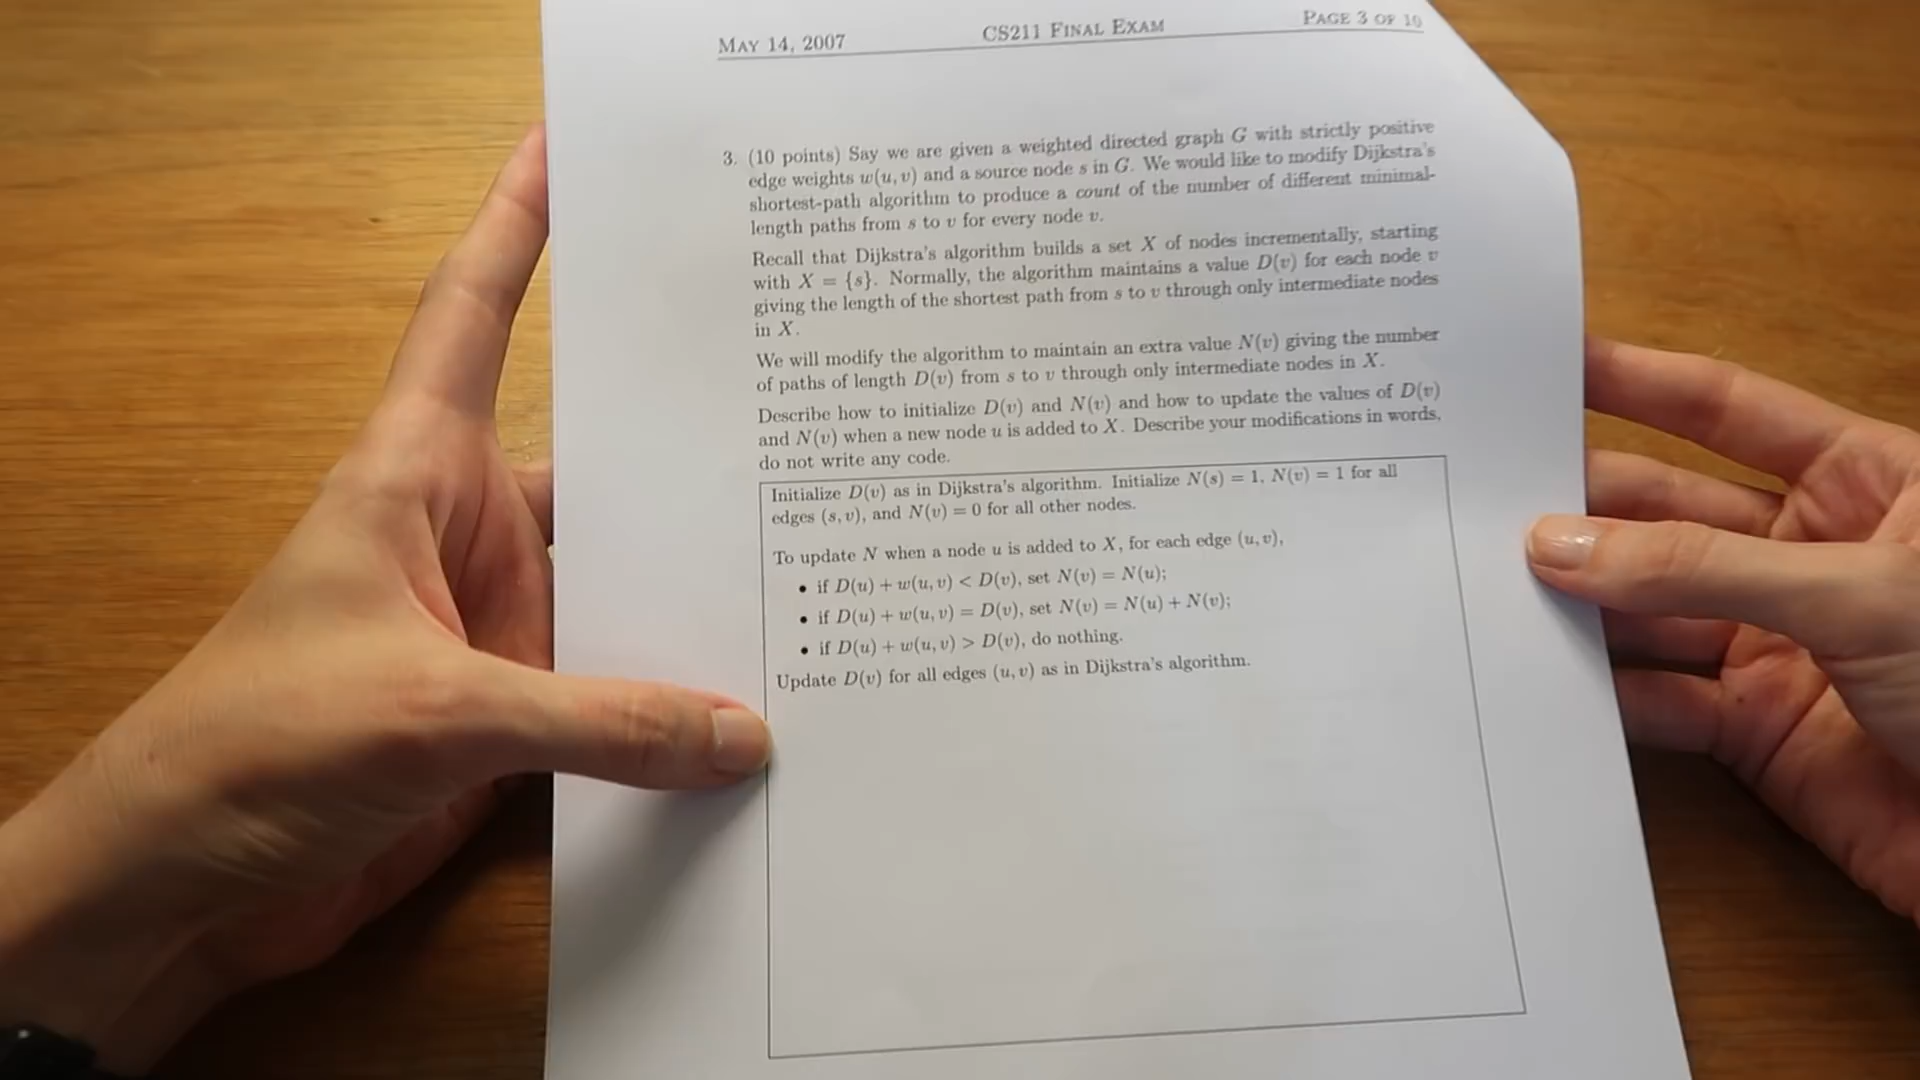 MAY 14, 2007 CS211 FINAL EXAM PAGE 3 OF 10
3. (10 points) Say we are given a weighted directed graph G with strictly positive
edge weights w(u, v) and a source node s in G. We would like to modify Dijkstra's
shortest-path algorithm to produce a count of the number of different minimal-
length paths from s to v for every node v.
Recall that Dijkstra's algorithm builds a set X of nodes incrementally, starting
with X = {s}. Normally, the algorithm maintains a value D(v) for each node v
giving the length of the shortest path from s to v through only intermediate nodes
in X.
We will modify the algorithm to maintain an extra value N(v) giving the number
of paths of length D(v) from s to v through only intermediate nodes in X.
Describe how to initialize D(v) and N(v) and how to update the values of D(v)
and N(v) when a new node u is added to X. Describe your modifications in words,
do not write any code.
Initialize D(v) as in Dijkstra's algorithm. Initialize N(s) = 1, N(v) = 1 for all
edges (s, v), and N(v) = 0 for all other nodes.
To update N when a node u is added to X, for each edge (u, v),
• if D(u) + w(u, v) < D(v), set N(v) = N(u);
• if D(u) + w(u, v) = D(v), set N(v) = N(u) + N(v);
• if D(u) + w(u, v) > D(v), do nothing.
Update D(v) for all edges (u, v) as in Dijkstra's algorithm.